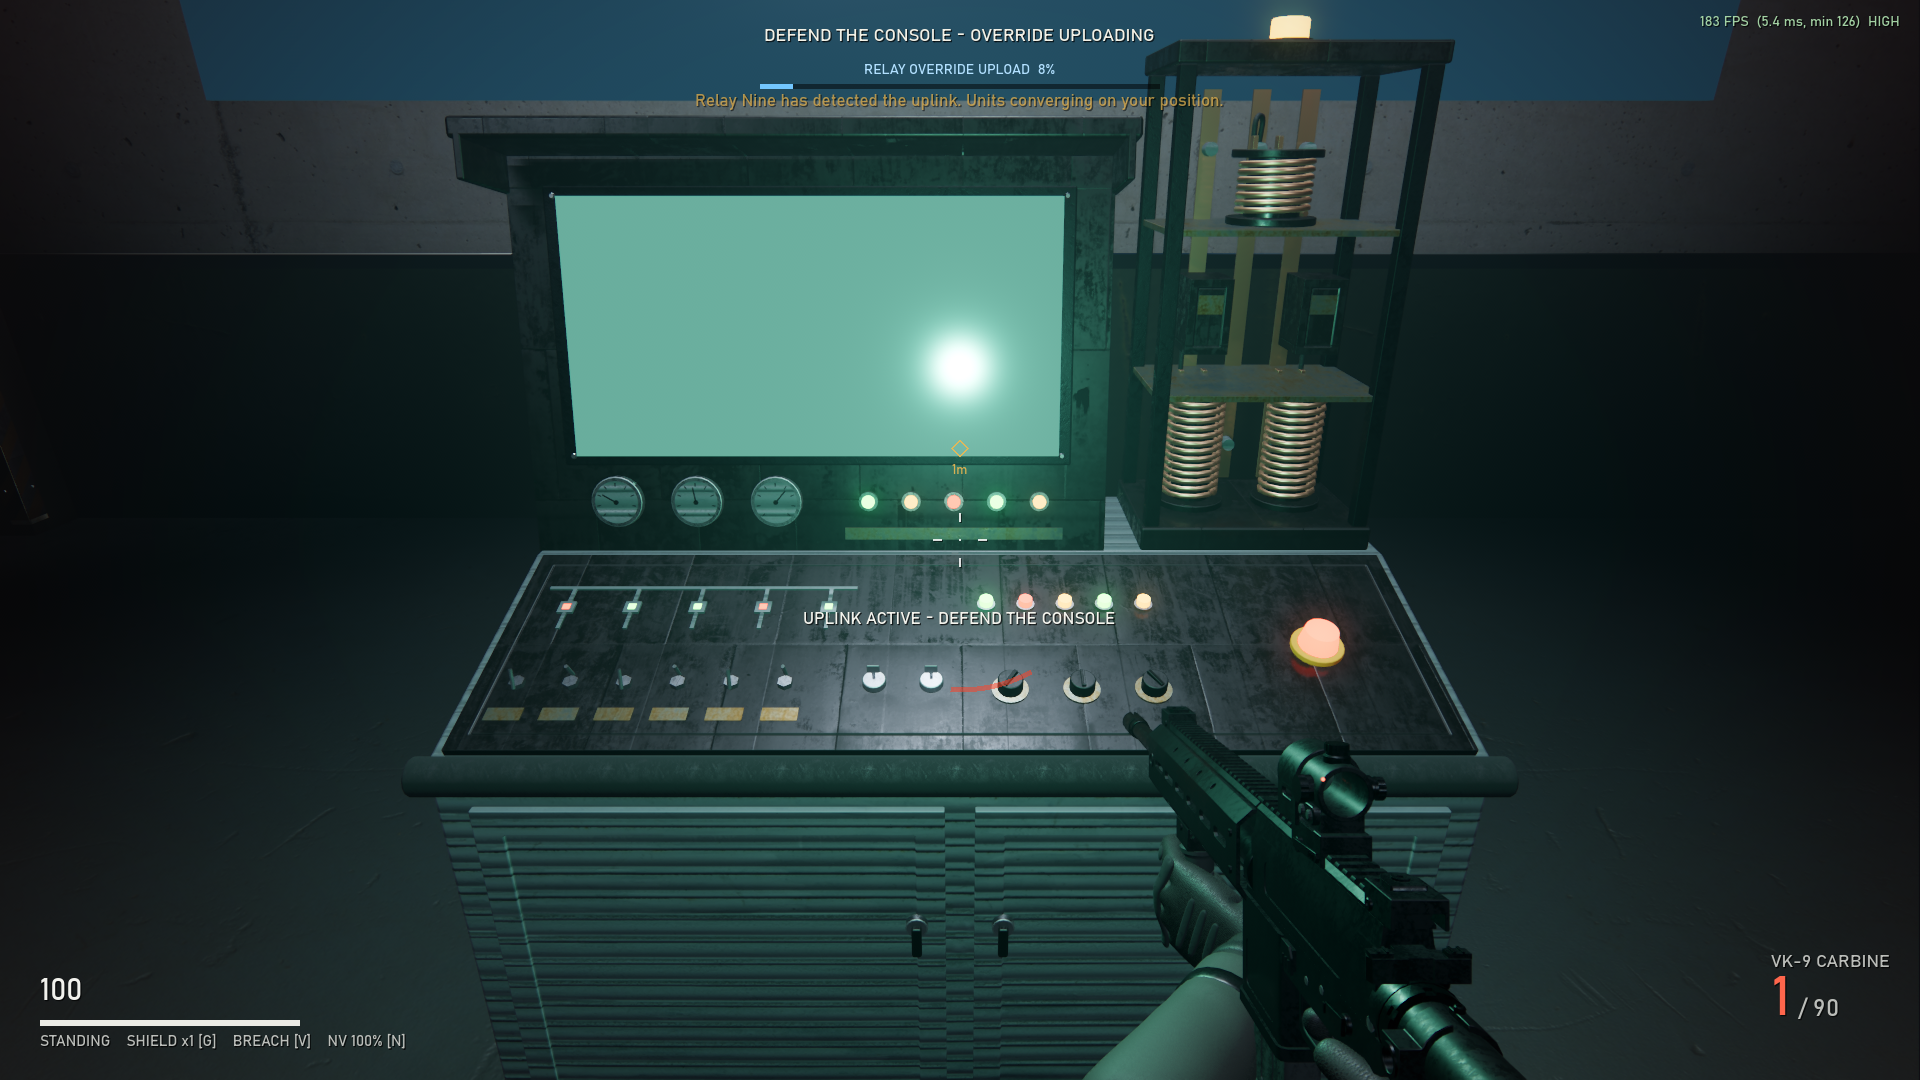 183 FPS (5.4 ms, min 126) HIGH
DEFEND THE CONSOLE - OVERRIDE UPLOADING
RELAY OVERRIDE UPLOAD 8%
Relay Nine has detected the uplink. Units converging on your position.
1m
UPLINK ACTIVE - DEFEND THE CONSOLE
100
STANDING SHIELD x1 [G] BREACH [V] NV 100% [N]
VK-9 CARBINE
1 / 90